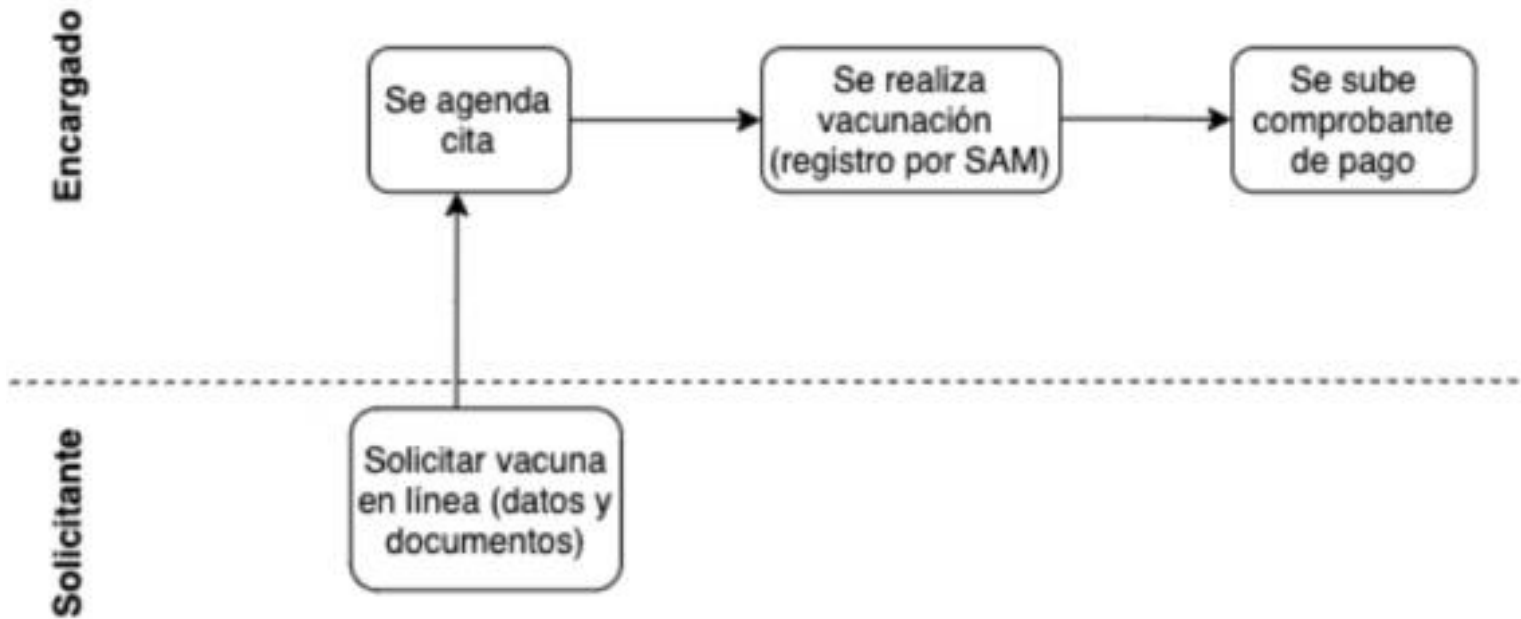 Encargado
Se agenda
cita
Se realiza
vacunación
(registro por SAM)
Se sube
comprobante
de pago
Solicitante
Solicitar vacuna
en línea (datos y
documentos)